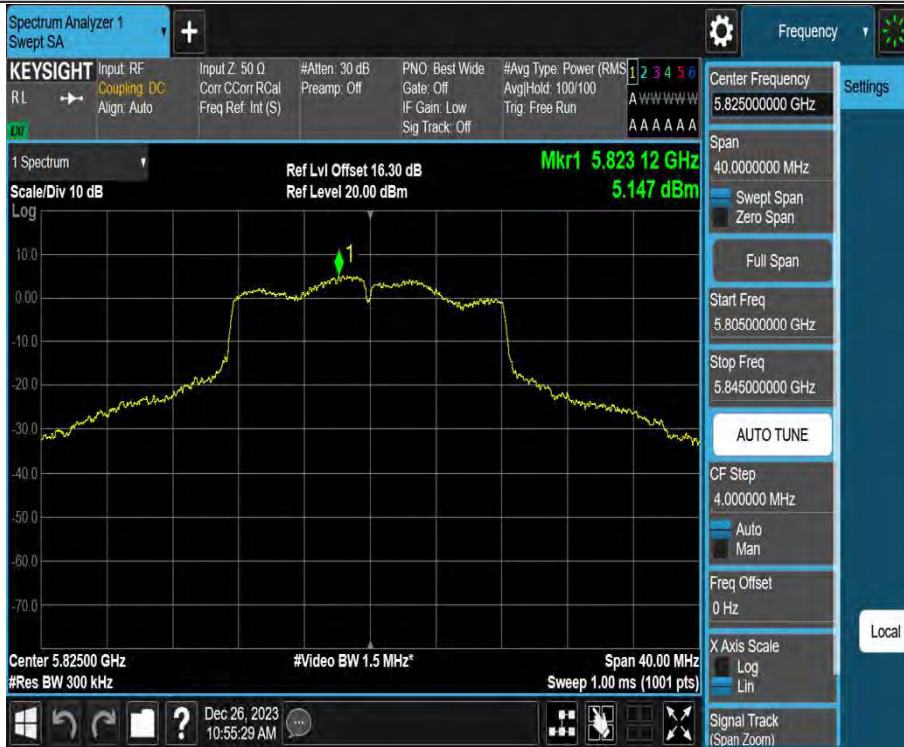 Spectrum Analyzer 1
Swept SA
+
Frequency
KEYSIGHT
RL
LXI
Input: RF
Coupling: DC
Align: Auto
Input Z: 50 Ω
Corr CCorr RCal
Freq Ref: Int (S)
#Atten: 30 dB
Preamp: Off
PNO: Best Wide
Gate: Off
IF Gain: Low
Sig Track: Off
#Avg Type: Power (RMS
Avg|Hold: 100/100
Trig: Free Run
1 2 3 4 5 6
A W W W W W
A A A A A A
1 Spectrum
Scale/Div 10 dB
Ref Lvl Offset 16.30 dB
Ref Level 20.00 dBm
Mkr1 5.823 12 GHz
5.147 dBm
Log
10.0
0.00
-10.0
-20.0
-30.0
-40.0
-50.0
-60.0
-70.0
1
Center 5.82500 GHz
#Res BW 300 kHz
#Video BW 1.5 MHz*
Span 40.00 MHz
Sweep 1.00 ms (1001 pts)
Dec 26, 2023
10:55:29 AM
Center Frequency
5.825000000 GHz
Settings
Span
40.0000000 MHz
Swept Span
Zero Span
Full Span
Start Freq
5.805000000 GHz
Stop Freq
5.845000000 GHz
AUTO TUNE
CF Step
4.000000 MHz
Auto
Man
Freq Offset
0 Hz
X Axis Scale
Log
Lin
Local
Signal Track
(Span Zoom)